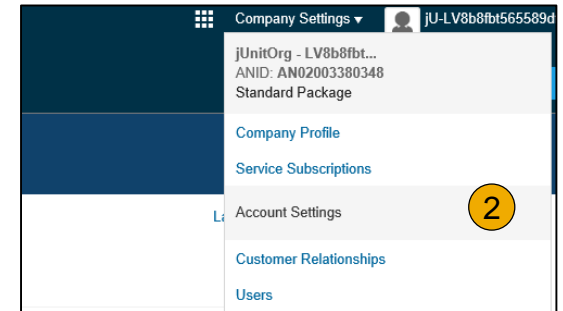 Company Settings ▾ jU-LV8b8fbt565589d
jUnitOrg - LV8b8fbt...
ANID: AN02003380348
Standard Package
Company Profile
Service Subscriptions
La
Account Settings 2
Customer Relationships
Users